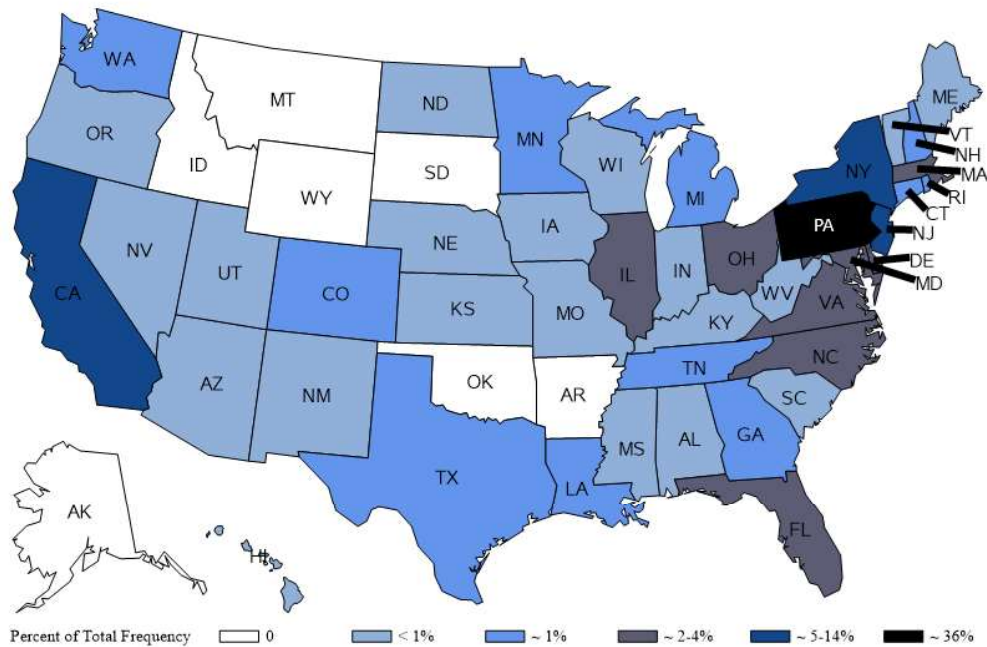 WA
MT
ND
MN
ME
OR
ID
SD
WI
VT
NH
MA
WY
MI
NY
RI
CT
NV
NE
IA
PA
NJ
UT
IL
IN
OH
DE
MD
CA
CO
KS
MO
WV
VA
KY
AZ
NM
OK
AR
TN
NC
SC
MS
AL
GA
TX
LA
AK
FL
HI
Percent of Total Frequency 0 < 1% ~ 1% ~ 2-4% ~ 5-14% ~ 36%